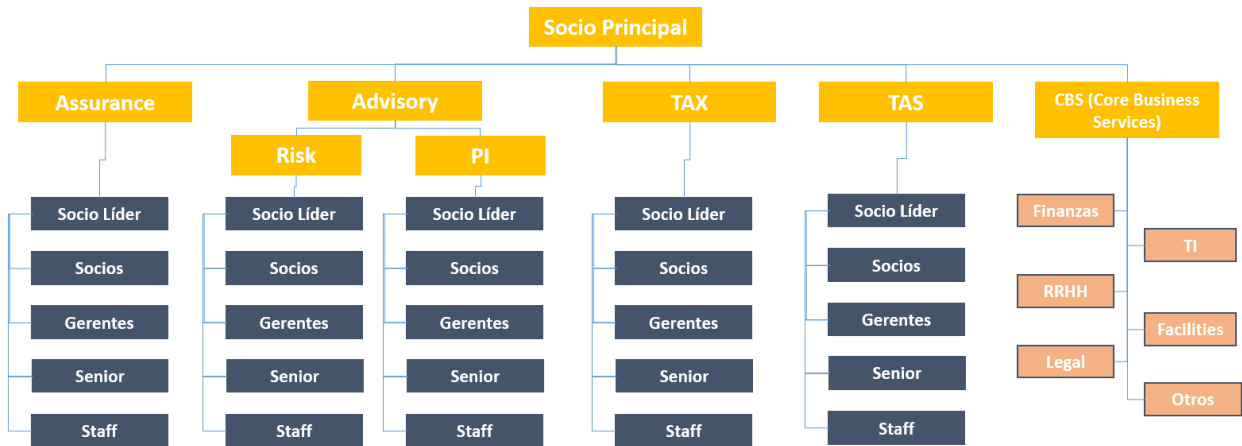 Socio Principal
Assurance
Advisory
TAX
TAS
CBS (Core Business
Services)
Risk
PI
Socio Líder
Socios
Gerentes
Senior
Staff
Socio Líder
Socios
Gerentes
Senior
Staff
Socio Líder
Socios
Gerentes
Senior
Staff
Socio Líder
Socios
Gerentes
Senior
Staff
Socio Líder
Socios
Gerentes
Senior
Staff
Finanzas
TI
RRHH
Facilities
Legal
Otros